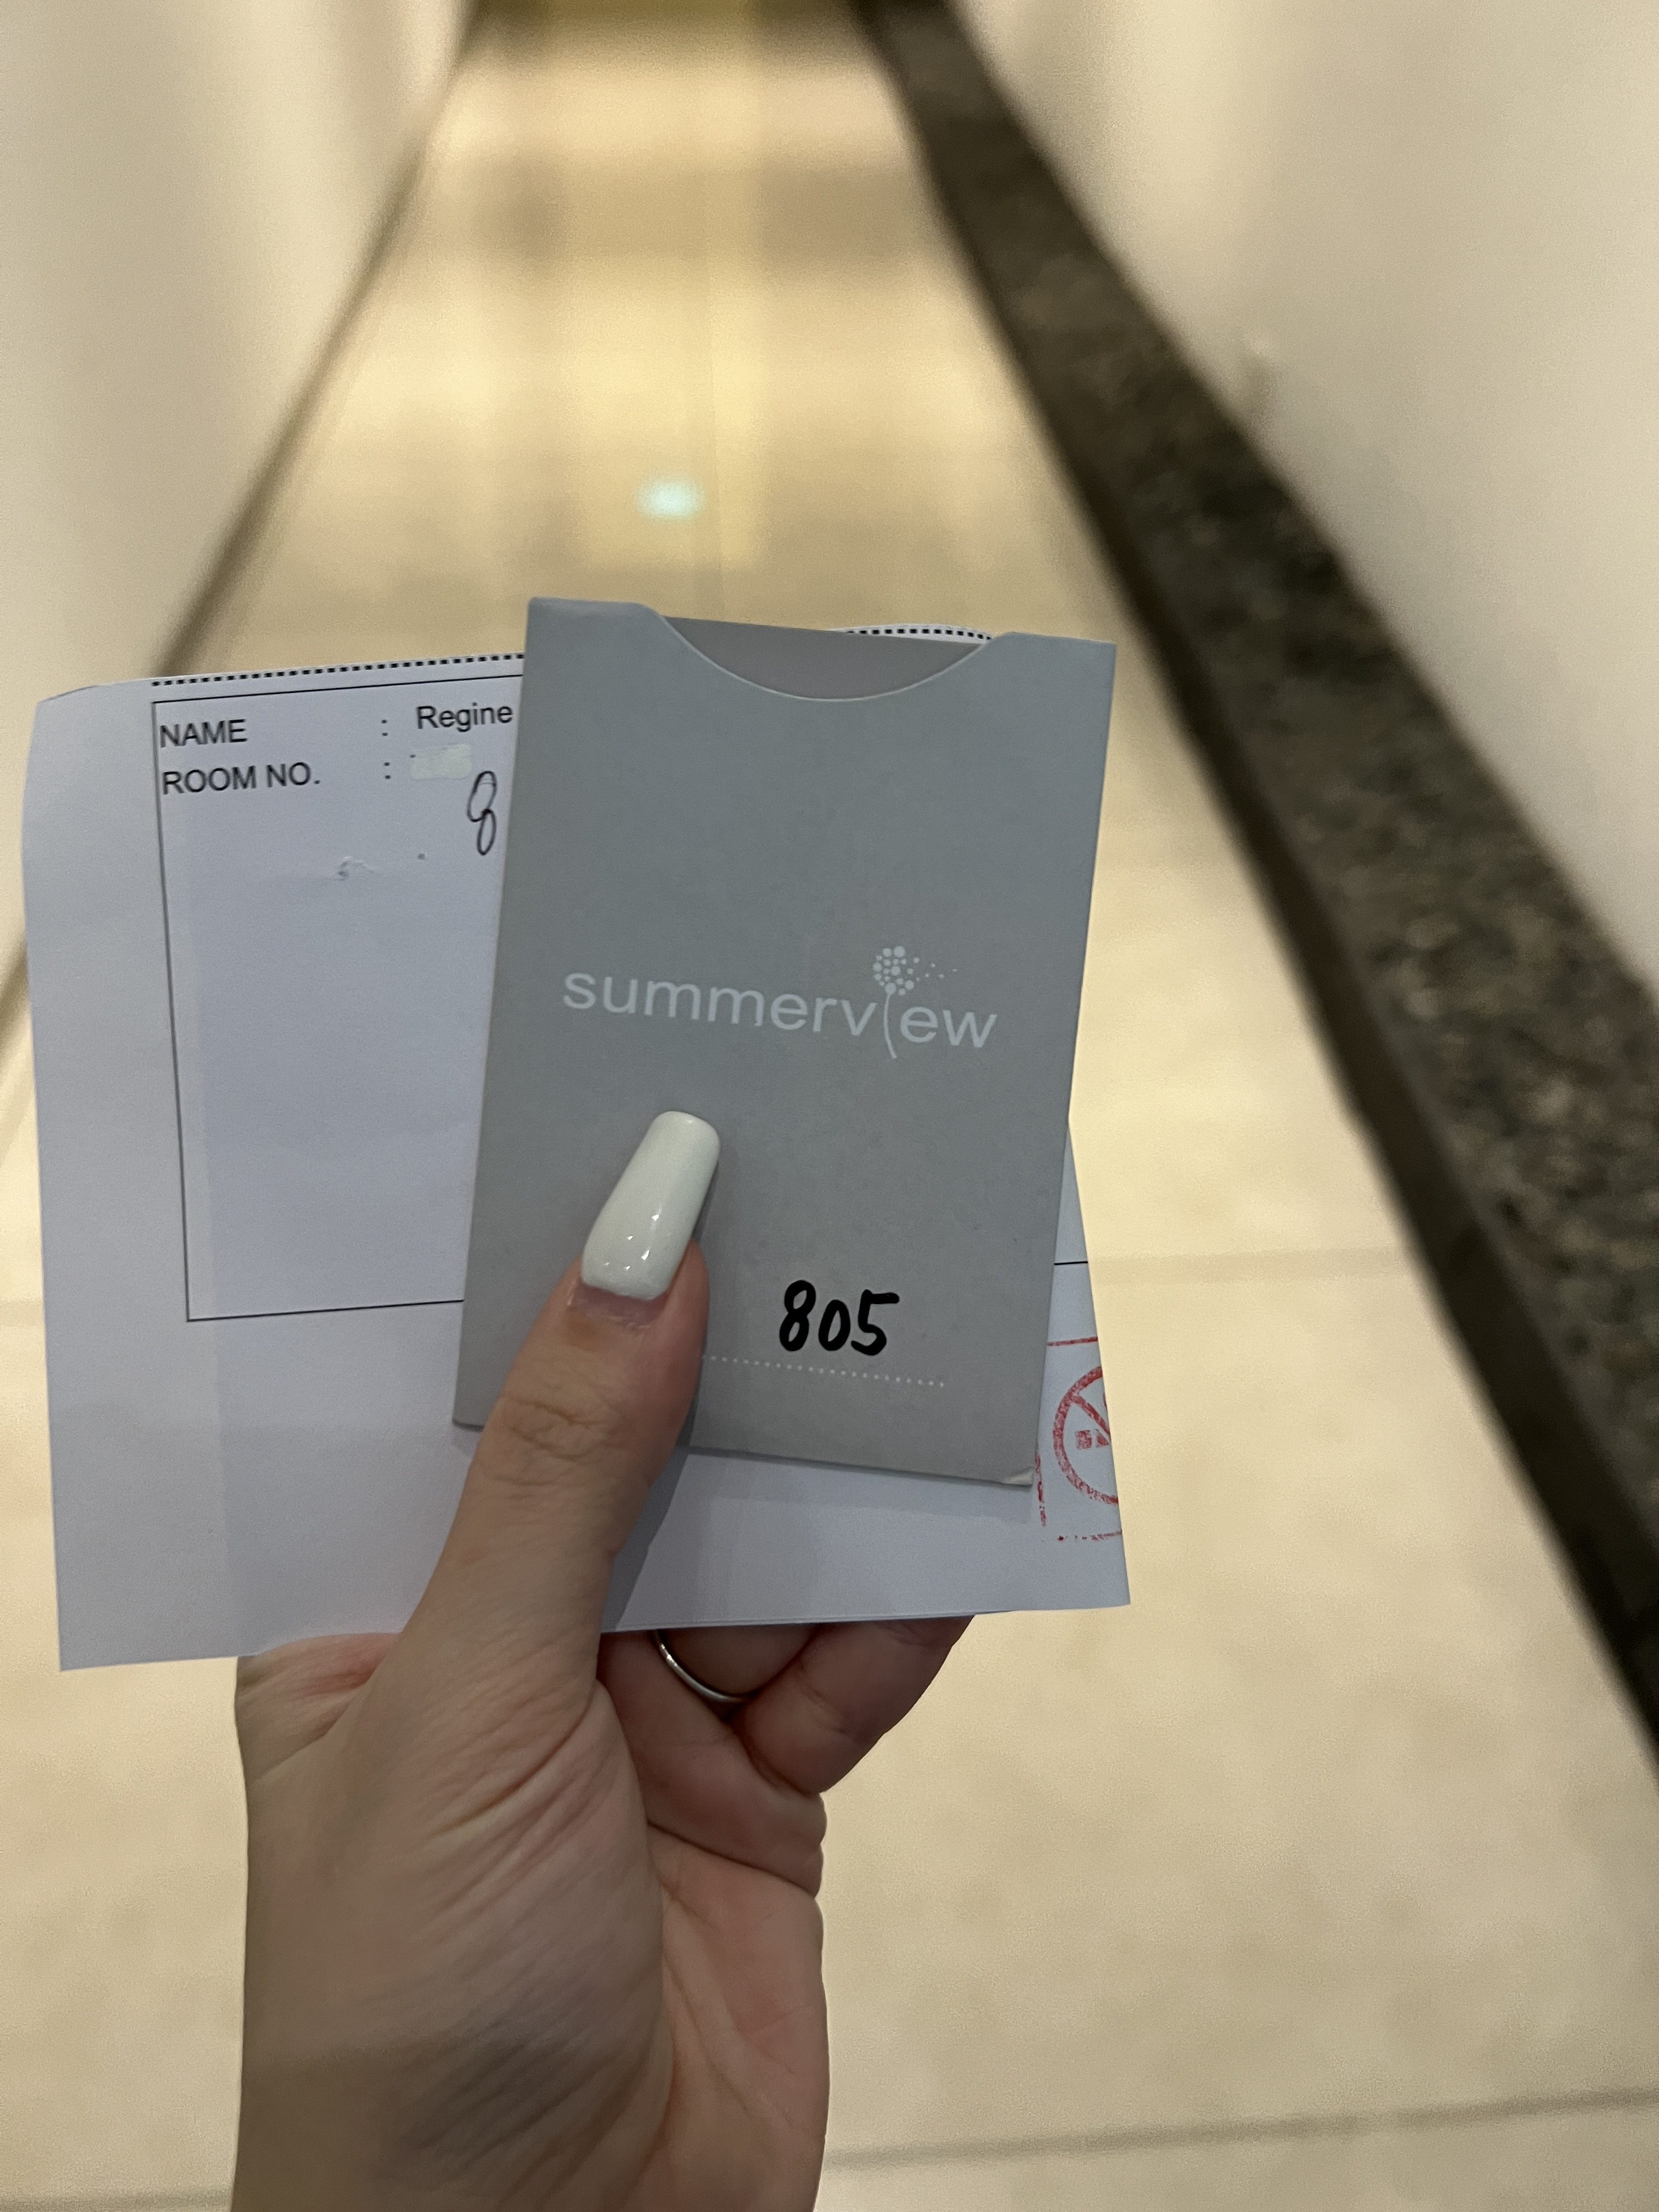 NAME : Regine
ROOM NO. :
8
summerview
805